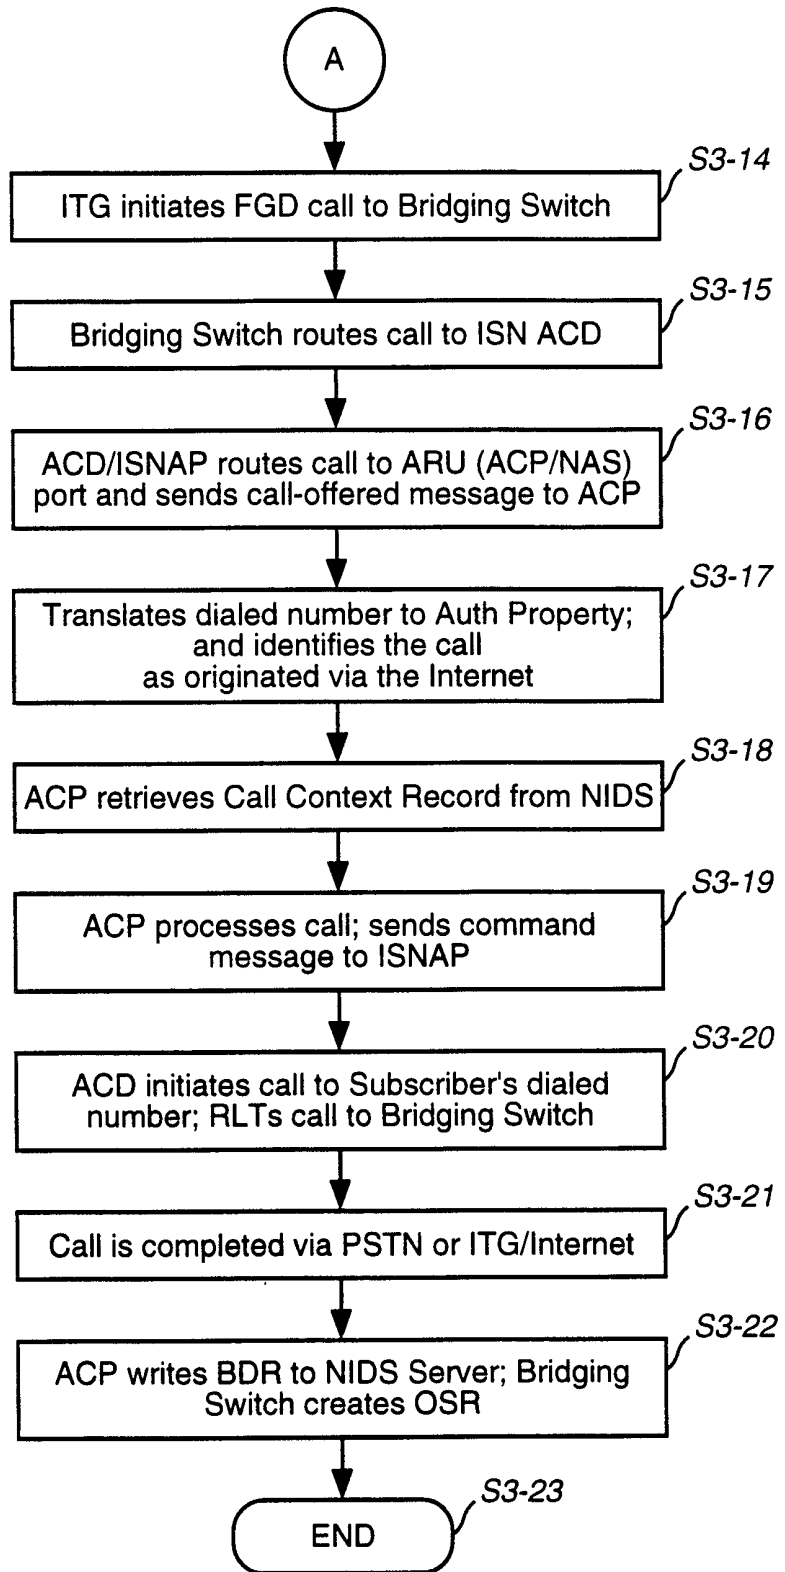 A
S3-14
ITG initiates FGD call to Bridging Switch
S3-15
Bridging Switch routes call to ISN ACD
S3-16
ACD/ISNAP routes call to ARU (ACP/NAS)
port and sends call-offered message to ACP
S3-17
Translates dialed number to Auth Property;
and identifies the call
as originated via the Internet
S3-18
ACP retrieves Call Context Record from NIDS
S3-19
ACP processes call; sends command
message to ISNAP
S3-20
ACD initiates call to Subscriber's dialed
number; RLTs call to Bridging Switch
S3-21
Call is completed via PSTN or ITG/Internet
S3-22
ACP writes BDR to NIDS Server; Bridging
Switch creates OSR
S3-23
END